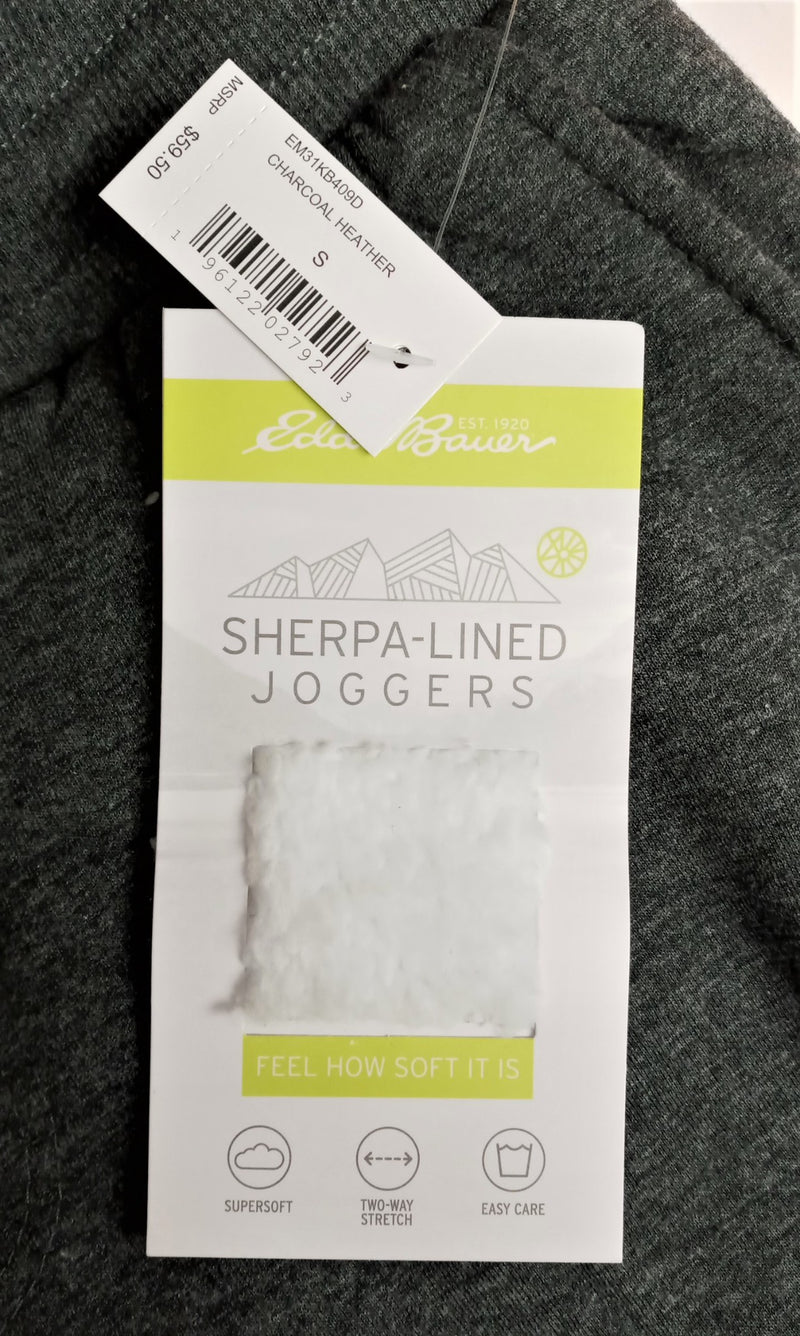 MSRP
$59.50
EM31KB409D
CHARCOAL HEATHER
S
1 96122 02792 3
EST. 1920
Bauer
SHERPA-LINED
JOGGERS
FEEL HOW SOFT IT IS
SUPERSOFT
TWO-WAY
STRETCH
EASY CARE